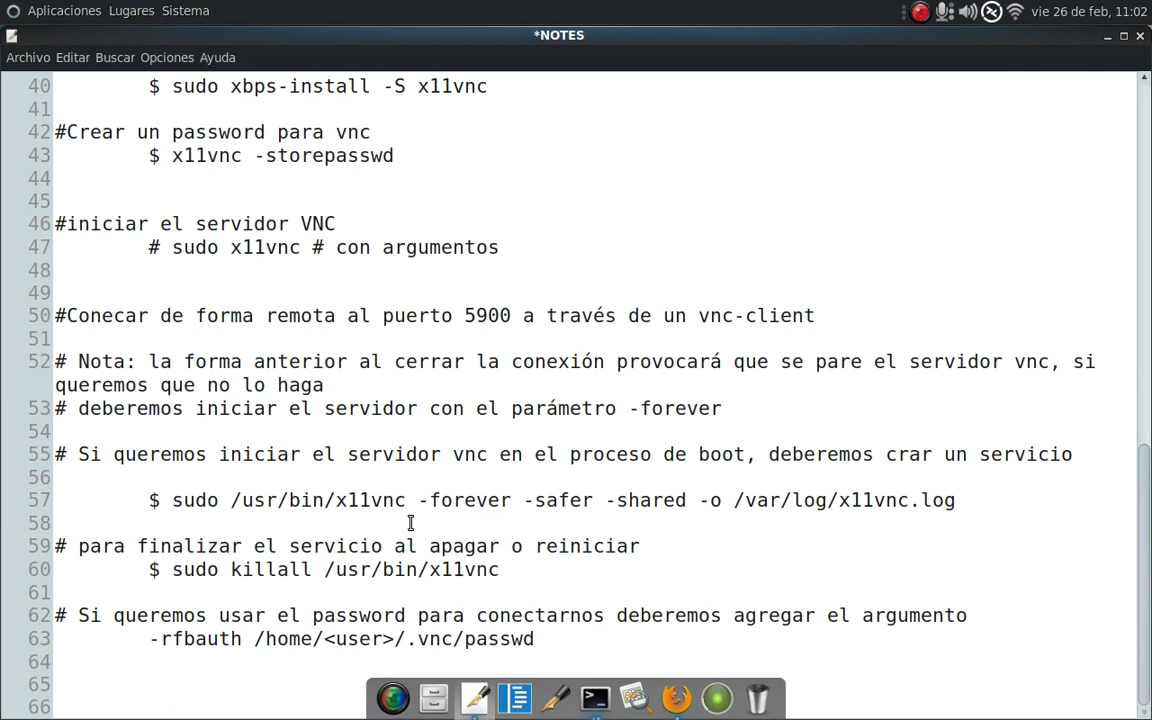 Aplicaciones Lugares Sistema vie 26 de feb, 11:02
*NOTES
Archivo Editar Buscar Opciones Ayuda
40 $ sudo xbps-install -S x11vnc
41
42 #Crear un password para vnc
43 $ x11vnc -storepasswd
44
45
46 #iniciar el servidor VNC
47 # sudo x11vnc # con argumentos
48
49
50 #Conecar de forma remota al puerto 5900 a través de un vnc-client
51
52 # Nota: la forma anterior al cerrar la conexión provocará que se pare el servidor vnc, si
queremos que no lo haga
53 # deberemos iniciar el servidor con el parámetro -forever
54
55 # Si queremos iniciar el servidor vnc en el proceso de boot, deberemos crar un servicio
56
57 $ sudo /usr/bin/x11vnc -forever -safer -shared -o /var/log/x11vnc.log
58
59 # para finalizar el servicio al apagar o reiniciar
60 $ sudo killall /usr/bin/x11vnc
61
62 # Si queremos usar el password para conectarnos deberemos agregar el argumento
63 -rfbauth /home/<user>/.vnc/passwd
64
65
66